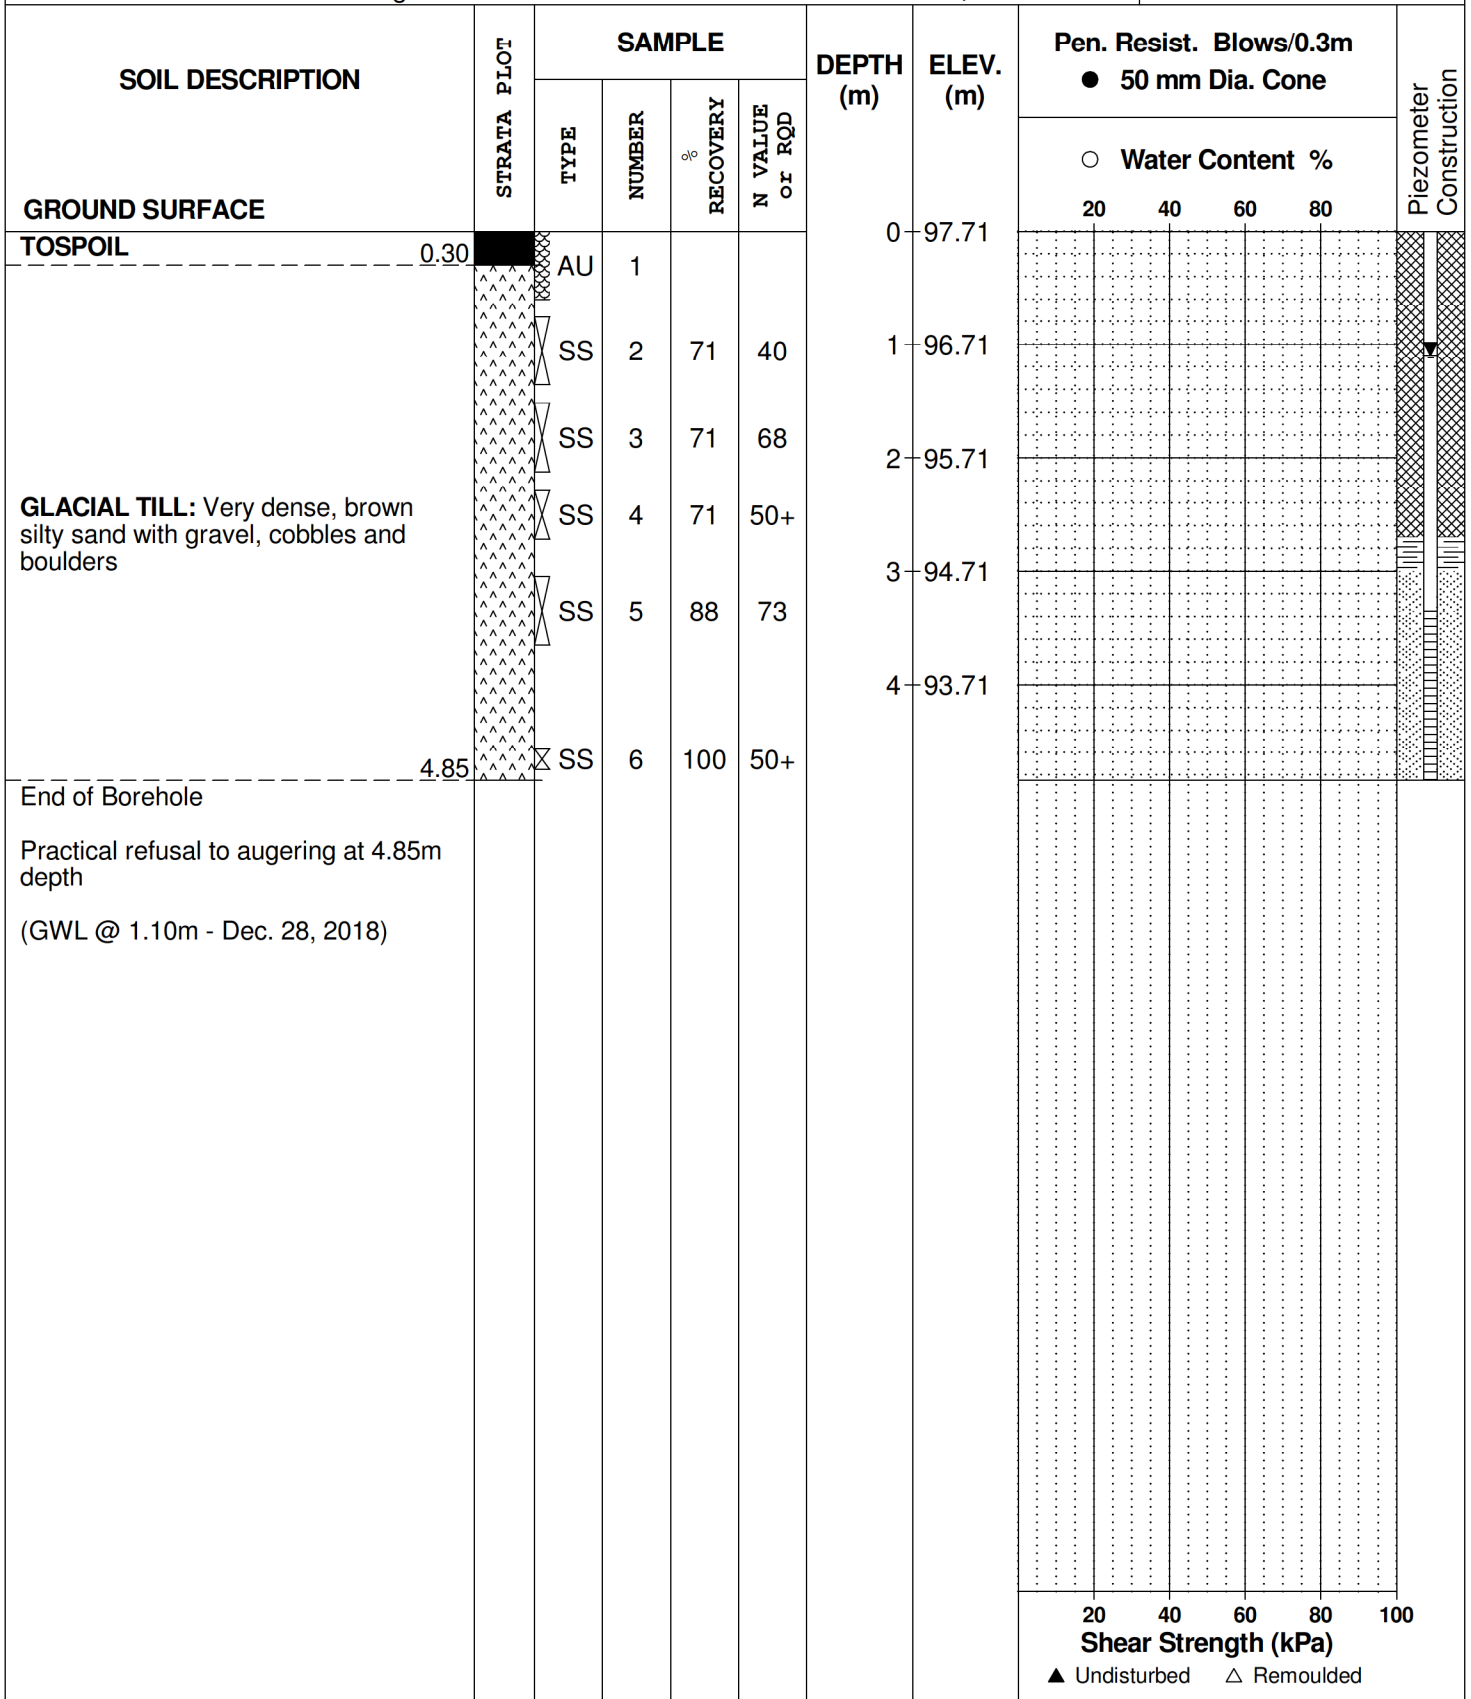 SOIL DESCRIPTION
GROUND SURFACE
STRATA PLOT
SAMPLE
TYPE
NUMBER
%
RECOVERY
N VALUE
or RQD
DEPTH
(m)
ELEV.
(m)
Pen. Resist. Blows/0.3m
● 50 mm Dia. Cone
○ Water Content %
20 40 60 80
Piezometer
Construction
TOSPOIL
0.30
0 97.71
AU 1
SS 2 71 40
1 96.71
SS 3 71 68
2 95.71
GLACIAL TILL: Very dense, brown
silty sand with gravel, cobbles and
boulders
SS 4 71 50+
3 94.71
SS 5 88 73
4 93.71
SS 6 100 50+
4.85
End of Borehole
Practical refusal to augering at 4.85m
depth
(GWL @ 1.10m - Dec. 28, 2018)
20 40 60 80 100
Shear Strength (kPa)
▲ Undisturbed △ Remoulded